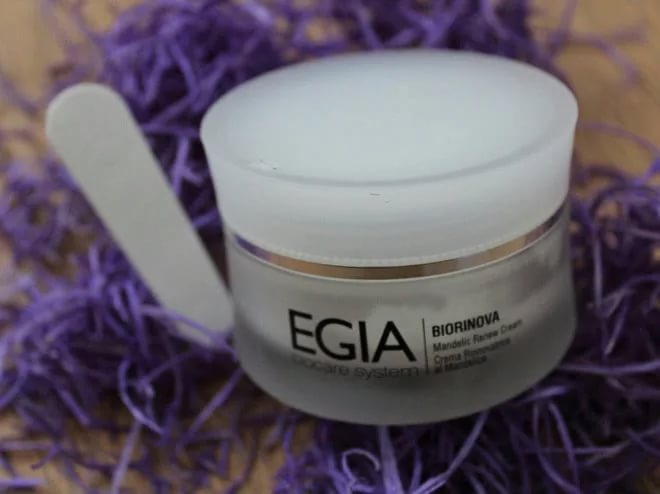 EGIA
biocare system
BIORINOVA
Mandelic Renew Cream
Crema Rinnovatrice
al Mandelico